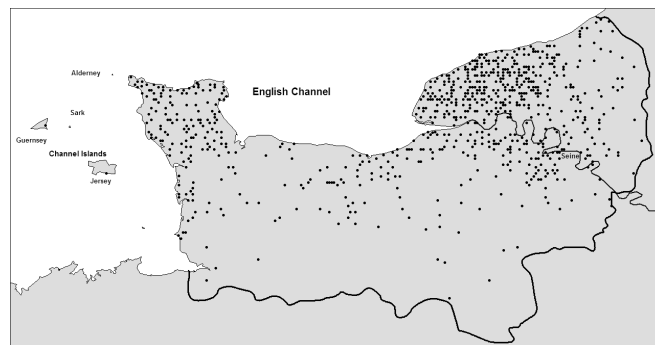 Alderney
English Channel
Sark
Guernsey
Channel Islands
Seine
Jersey